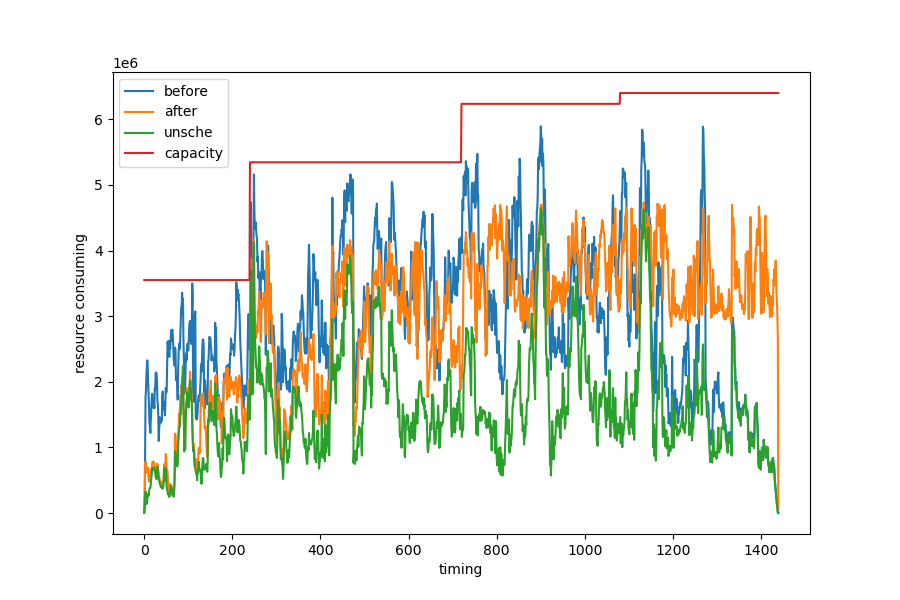 1e6
before
after
unsche
capacity
6
5
4
3
2
1
0
resource consuming
0 200 400 600 800 1000 1200 1400
timing